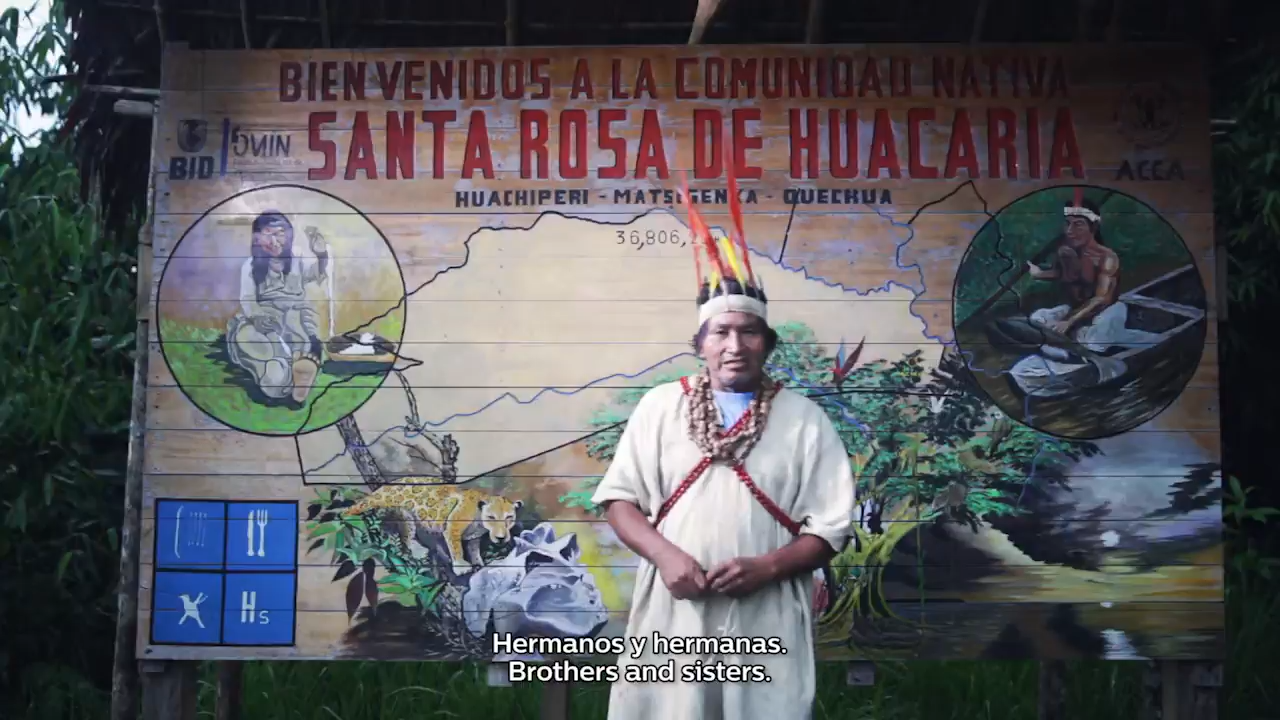 BIENVENIDOS A LA COMUNIDAD NATIVA
SANTA ROSA DE HUACARIA
BID
ACCA
HUACHIPERI - MATSIGENKA - QUECHUA
36,806,
Hs
Hermanos y hermanas.
Brothers and sisters.